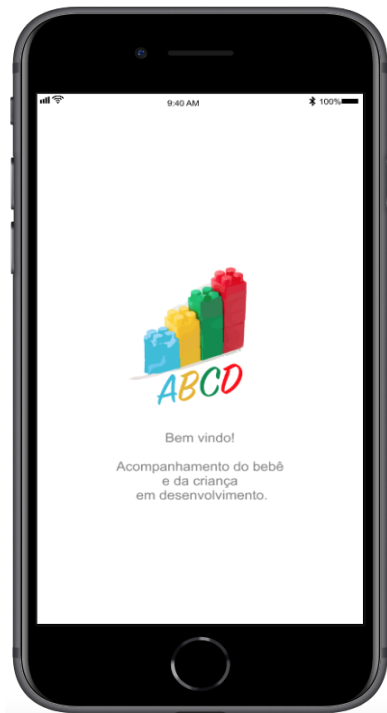 9:40 AM
100%
ABCD
Bem vindo!
Acompanhamento do bebê
e da criança
em desenvolvimento.